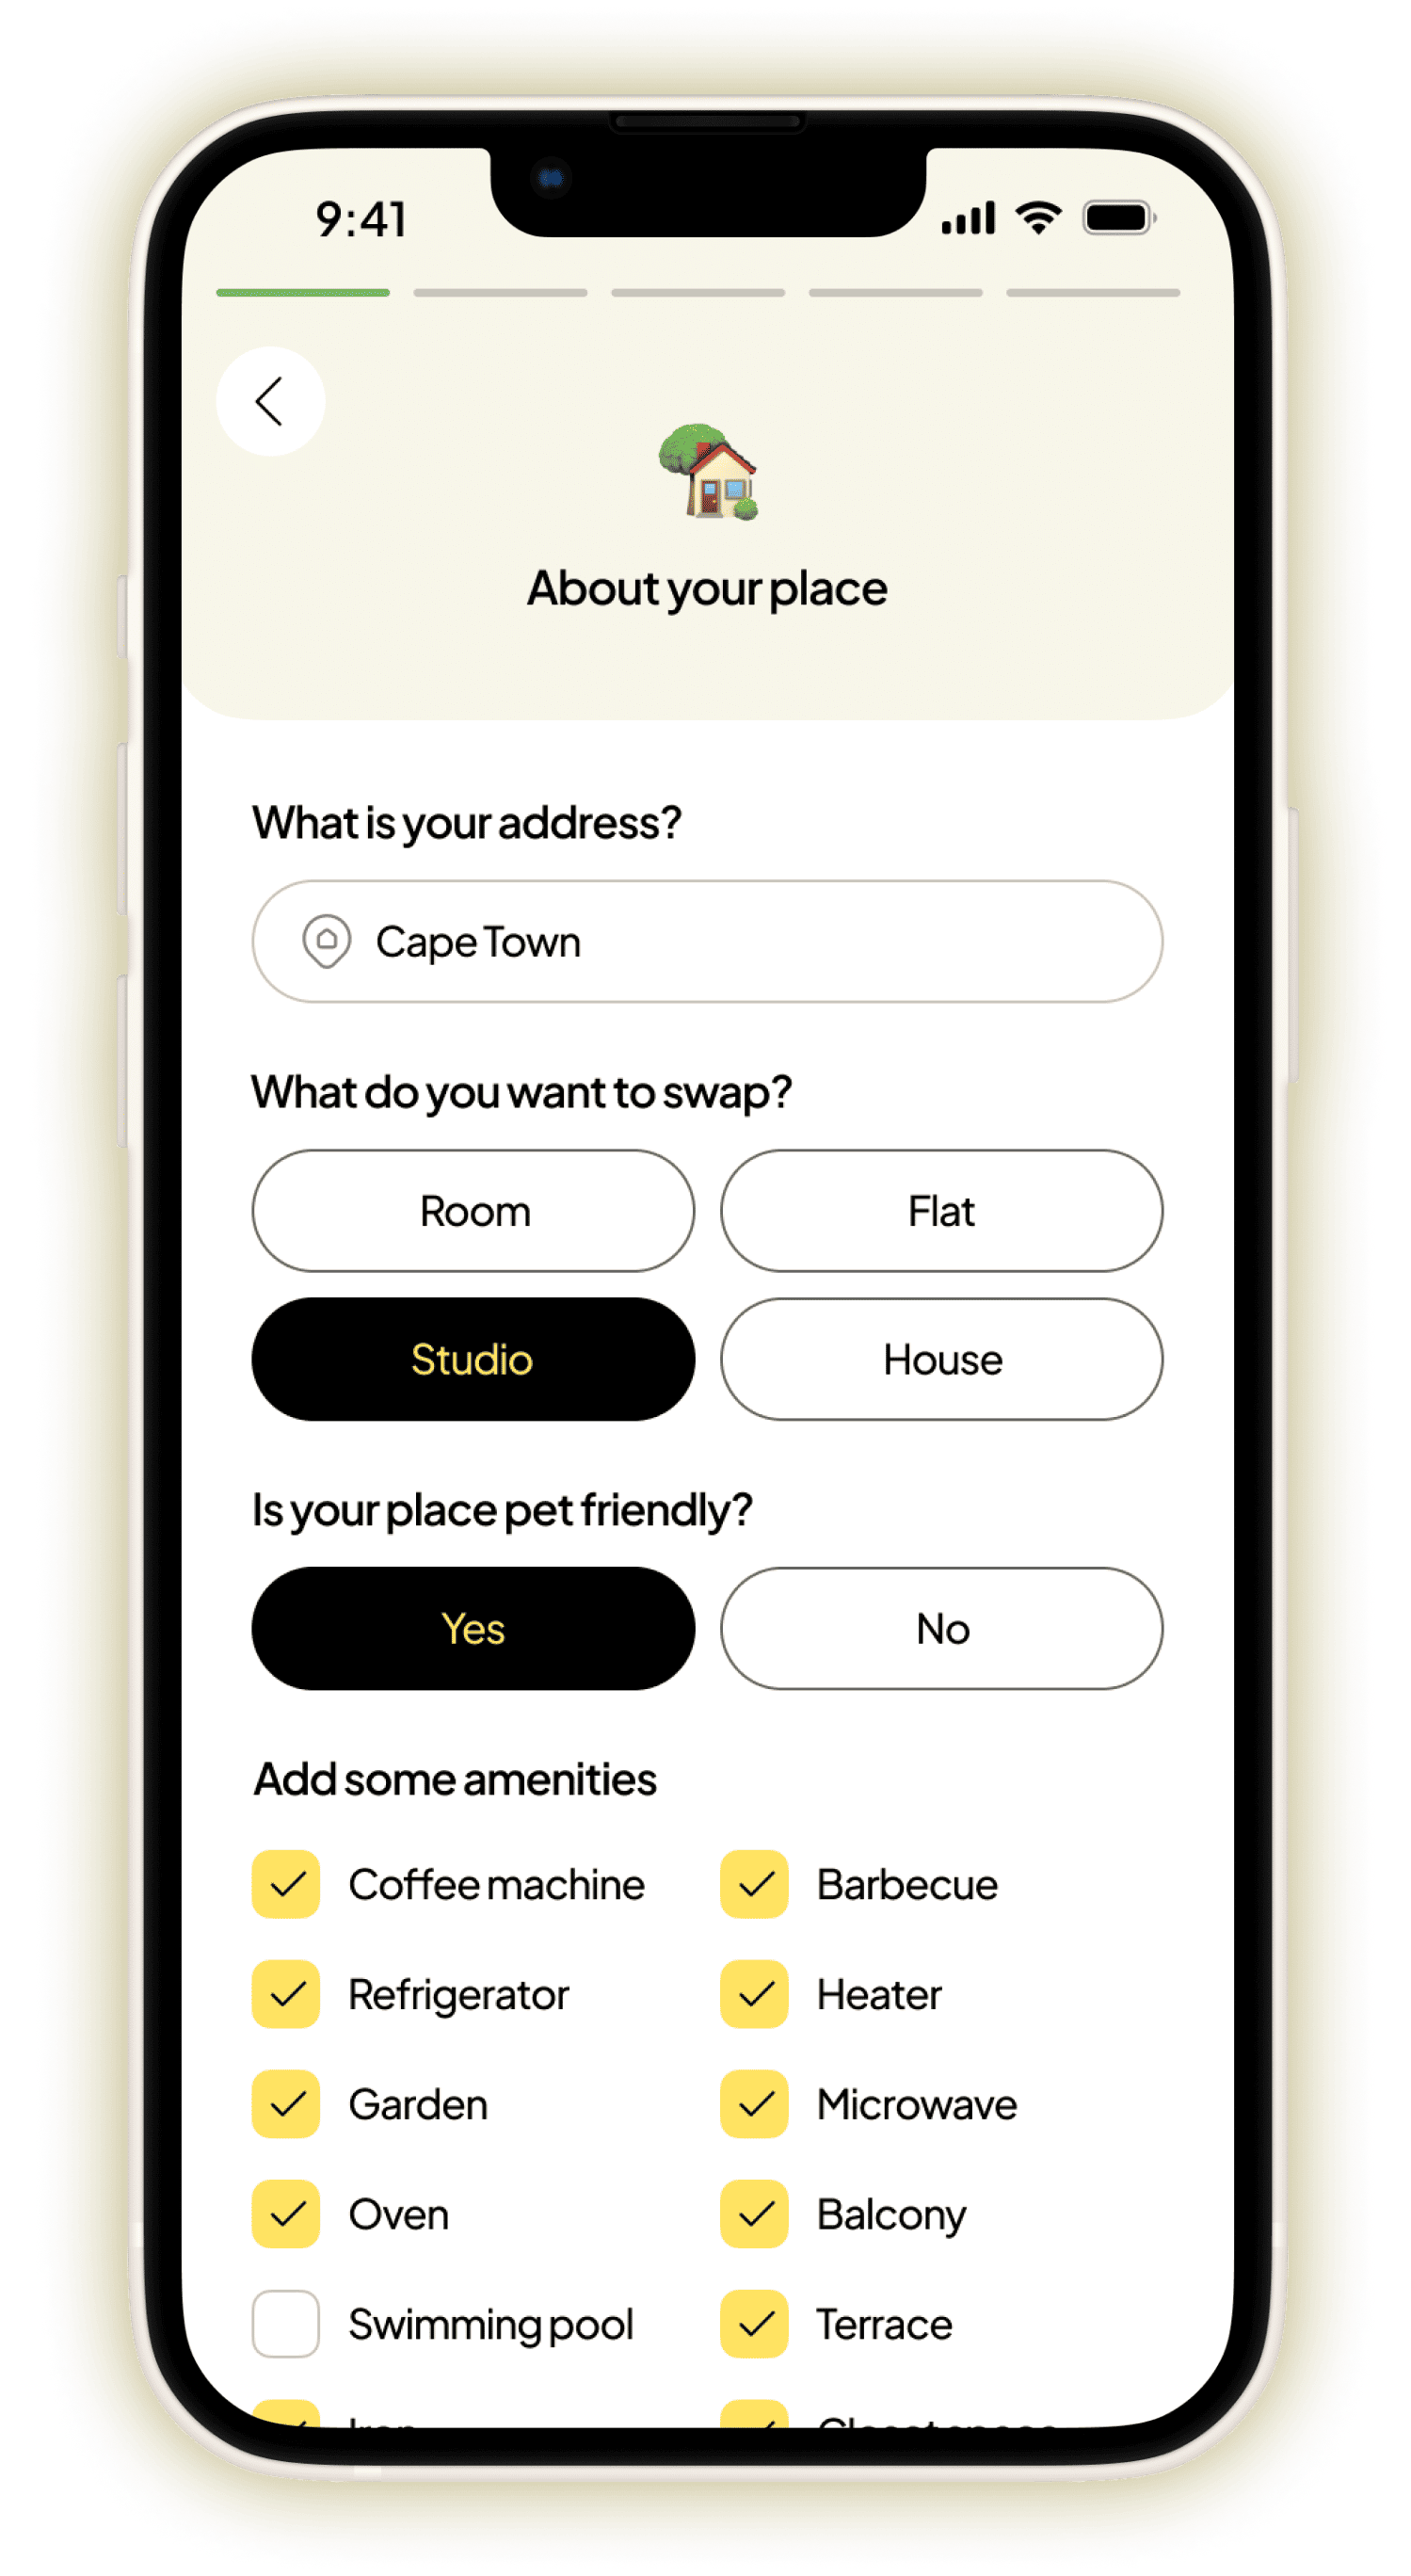 9:41
About your place
What is your address?
Cape Town
What do you want to swap?
Room Flat
Studio House
Is your place pet friendly?
Yes No
Add some amenities
Coffee machine Barbecue
Refrigerator Heater
Garden Microwave
Oven Balcony
Swimming pool Terrace